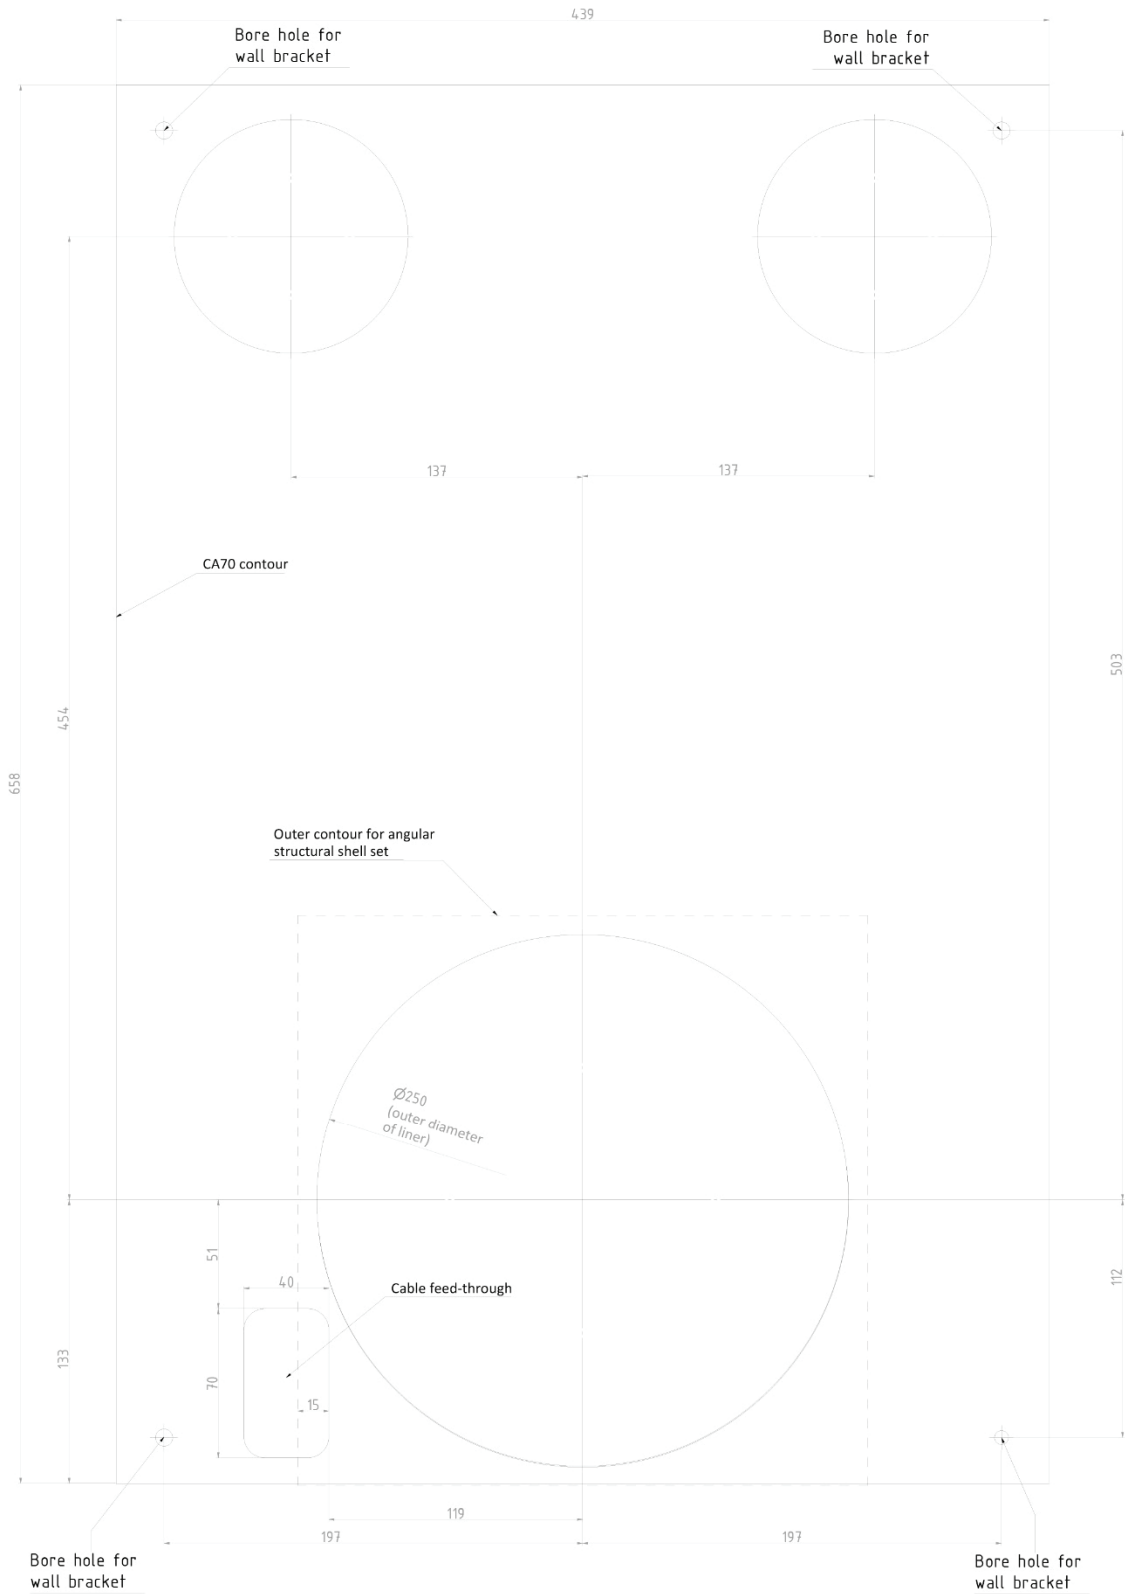 439
Bore hole for
wall bracket
Bore hole for
wall bracket
137
137
CA70 contour
503
454
658
Outer contour for angular
structural shell set
Ø250
(outer diameter
of liner)
51
40
Cable feed-through
112
133
70
15
119
197
197
Bore hole for
wall bracket
Bore hole for
wall bracket